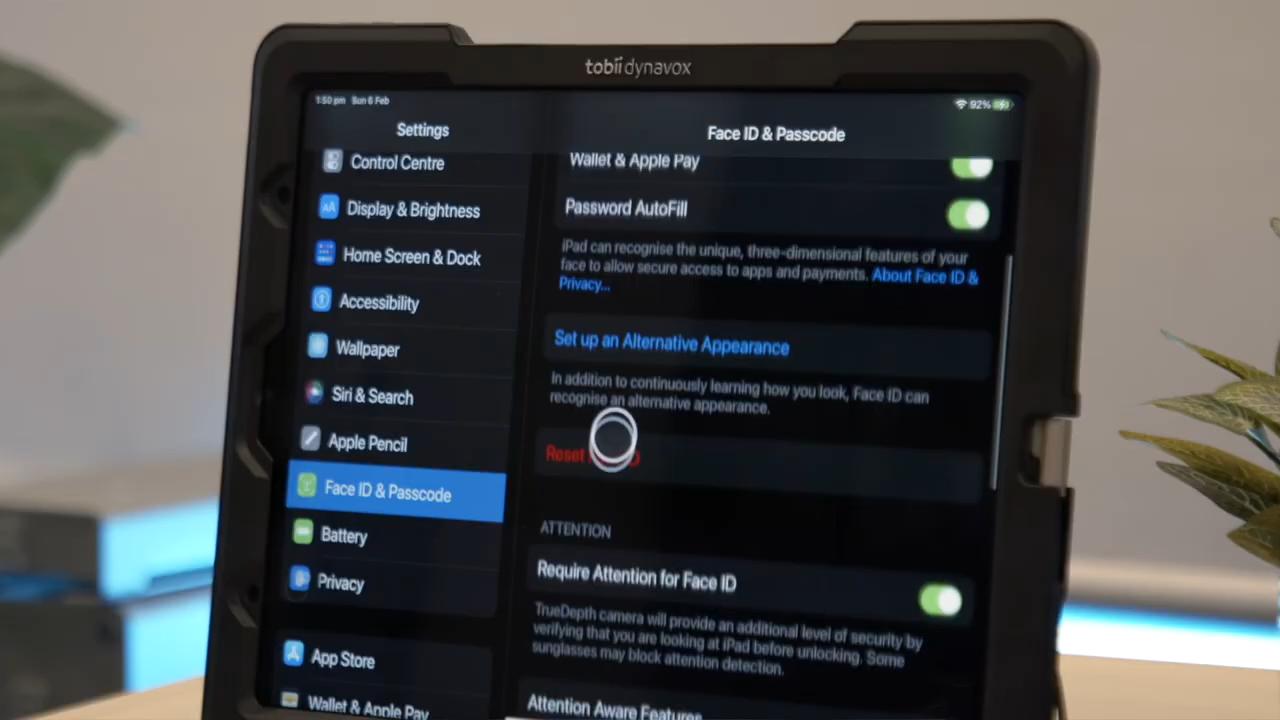 tobii dynavox
1:50 pm Sun 6 Feb
92%
Settings
Control Centre
Display & Brightness
AA
Home Screen & Dock
Accessibility
Wallpaper
Siri & Search
Apple Pencil
Face ID & Passcode
Battery
Privacy
App Store
Wallet & Apple Pay
Face ID & Passcode
Wallet & Apple Pay
Password AutoFill
iPad can recognise the unique, three-dimensional features of your
face to allow secure access to apps and payments. About Face ID &
Privacy...
Set up an Alternative Appearance
In addition to continuously learning how you look, Face ID can
recognise an alternative appearance.
Reset
ATTENTION
Require Attention for Face ID
TrueDepth camera will provide an additional level of security by
verifying that you are looking at iPad before unlocking. Some
sunglasses may block attention detection.
Attention Aware Features